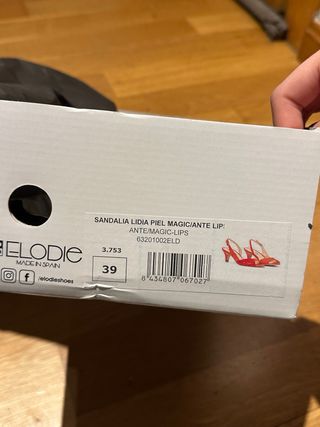 SANDALIA LIDIA PIEL MAGIC/ANTE LIP
ANTE/MAGIC-LIPS
63201002ELD
ELODIE
MADE IN SPAIN
/elodieshoes
3.753
39
8 434807 067027